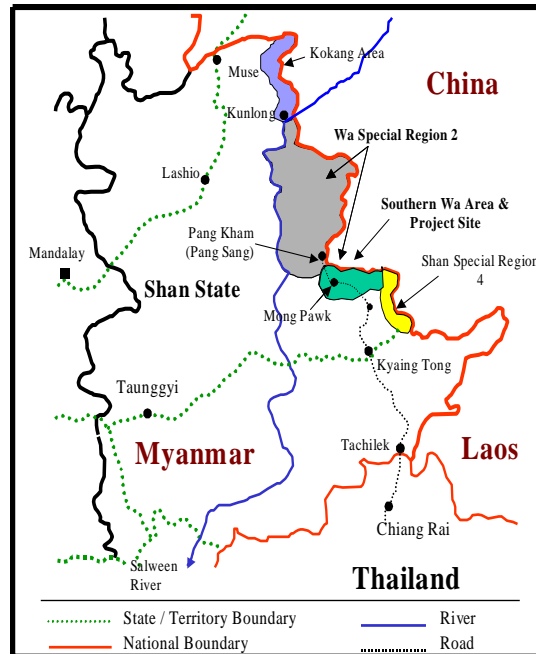 Kokang Area
China
Muse
Kunlong
Wa Special Region 2
Lashio
Southern Wa Area &
Project Site
Pang Kham
(Pang Sang)
Mandalay
Shan Special Region
4
Shan State
Mong Pawk
Kyaing Tong
Taunggyi
Tachilek
Myanmar
Laos
Chiang Rai
Salween
River
Thailand
State / Territory Boundary
River
National Boundary
Road